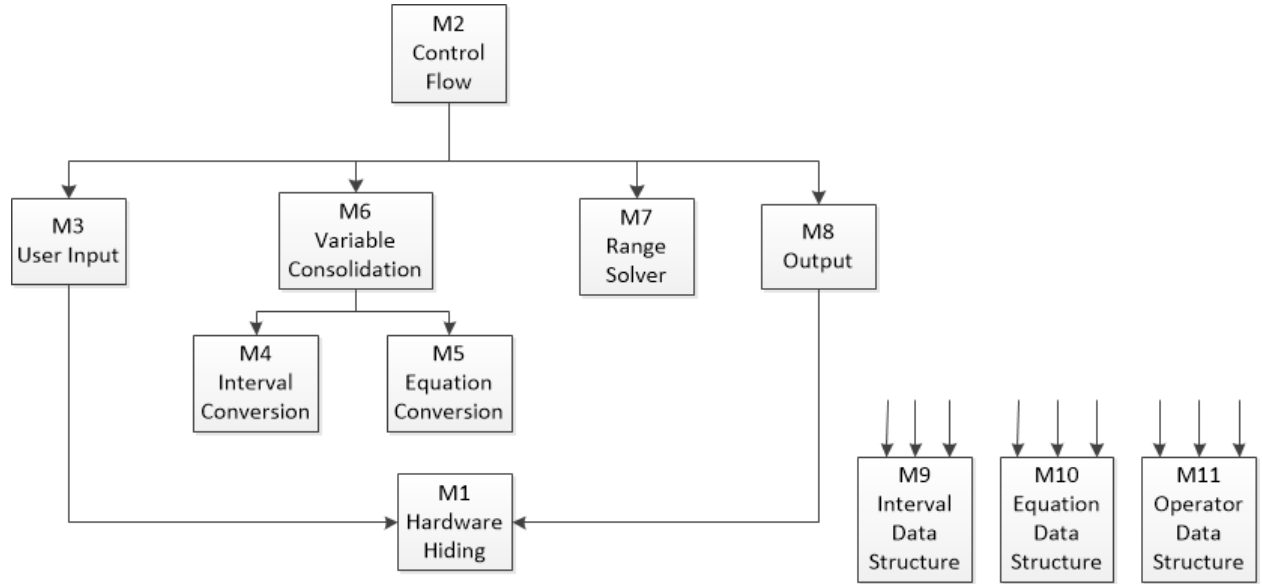 M2
Control
Flow
M3
User Input
M6
Variable
Consolidation
M7
Range
Solver
M8
Output
M4
Interval
Conversion
M5
Equation
Conversion
M1
Hardware
Hiding
M9
Interval
Data
Structure
M10
Equation
Data
Structure
M11
Operator
Data
Structure